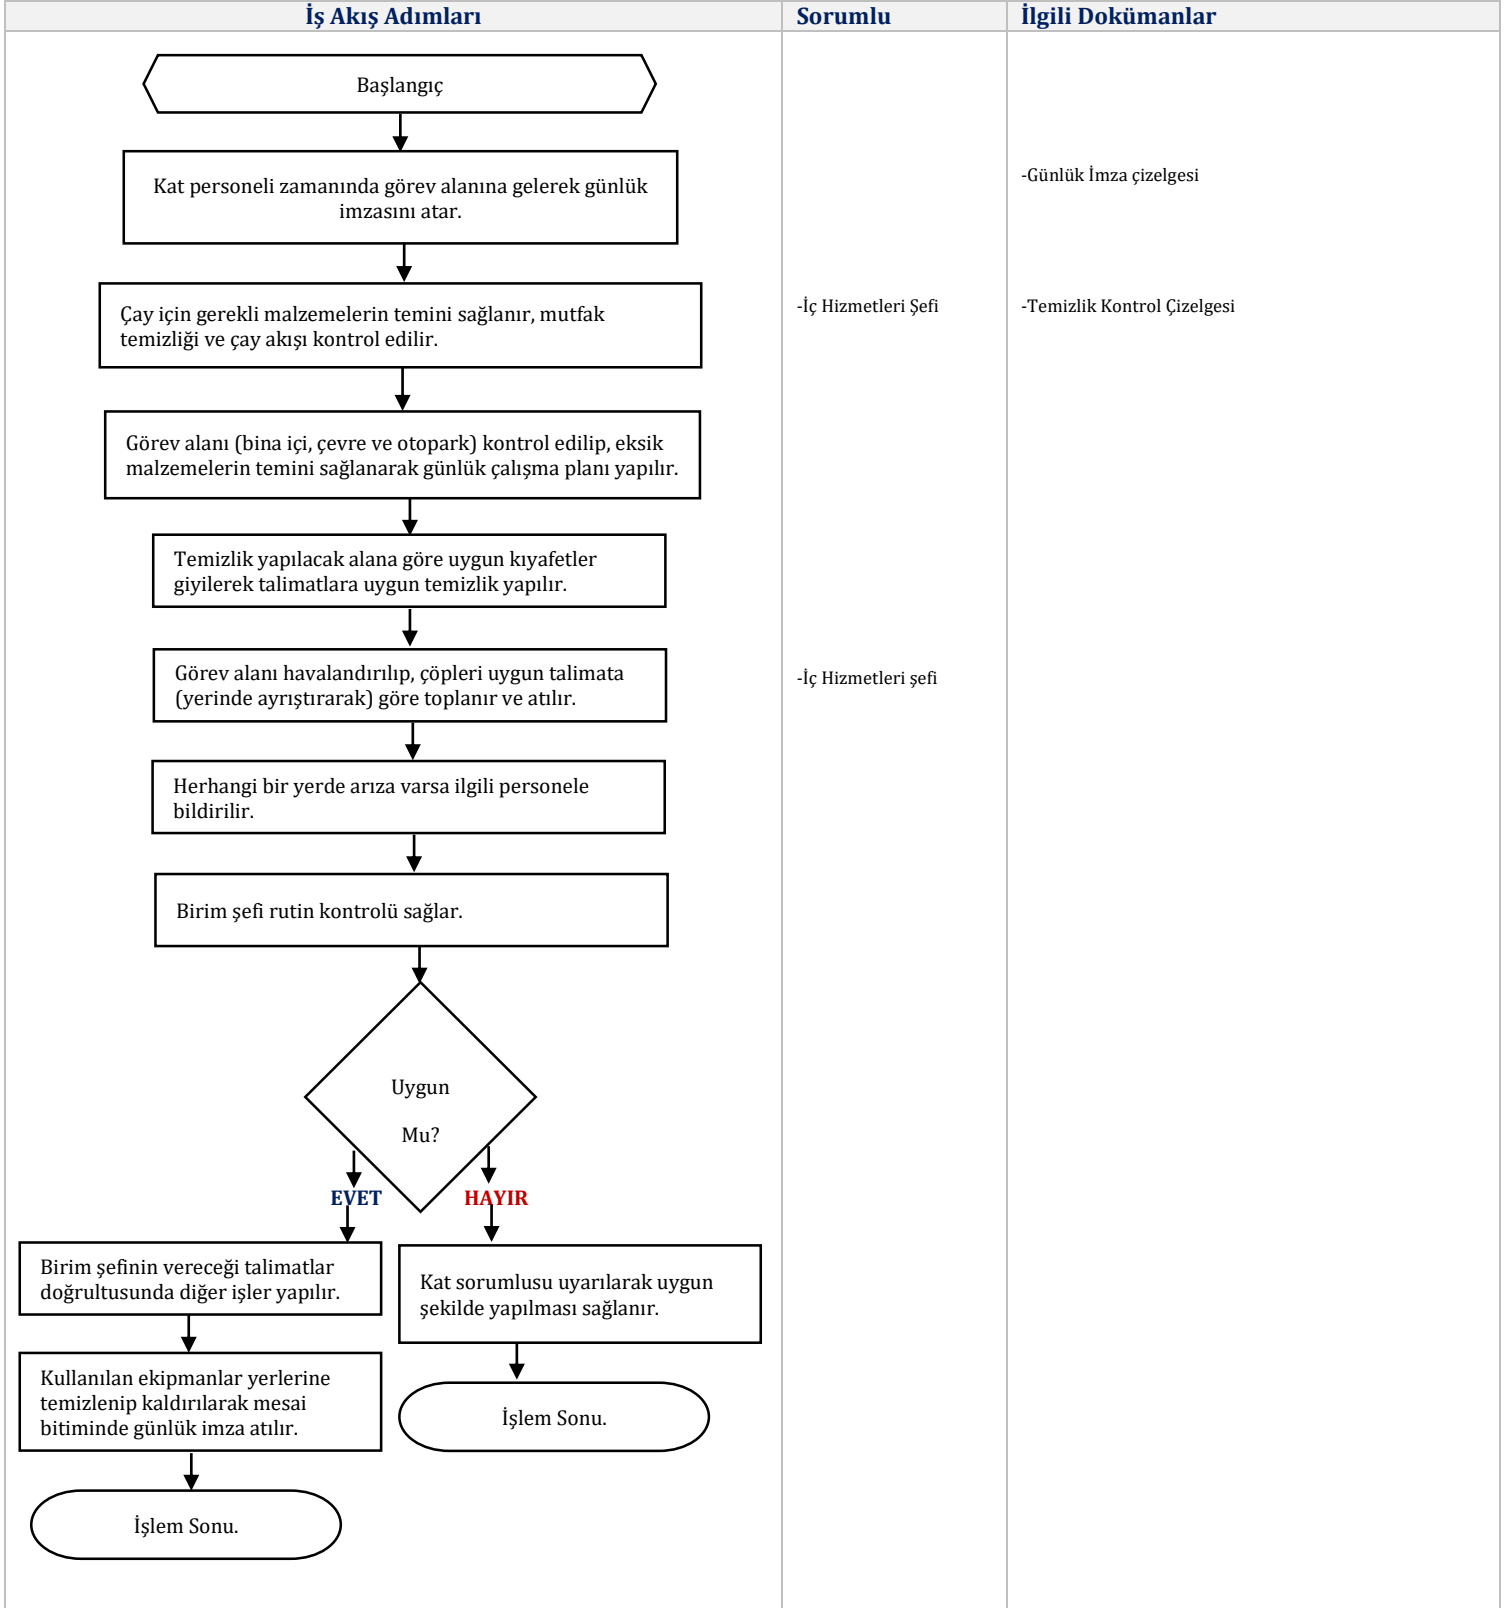 İş Akış Adımları
Sorumlu
İlgili Dokümanlar
Başlangıç
Kat personeli zamanında görev alanına gelerek günlük
imzasını atar.
-Günlük İmza çizelgesi
Çay için gerekli malzemelerin temini sağlanır, mutfak
temizliği ve çay akışı kontrol edilir.
-İç Hizmetleri Şefi
-Temizlik Kontrol Çizelgesi
Görev alanı (bina içi, çevre ve otopark) kontrol edilip, eksik
malzemelerin temini sağlanarak günlük çalışma planı yapılır.
Temizlik yapılacak alana göre uygun kıyafetler
giyilerek talimatlara uygun temizlik yapılır.
Görev alanı havalandırılıp, çöpleri uygun talimata
(yerinde ayrıştırarak) göre toplanır ve atılır.
-İç Hizmetleri şefi
Herhangi bir yerde arıza varsa ilgili personele
bildirilir.
Birim şefi rutin kontrolü sağlar.
Uygun
Mu?
EVET
HAYIR
Birim şefinin vereceği talimatlar
doğrultusunda diğer işler yapılır.
Kat sorumlusu uyarılarak uygun
şekilde yapılması sağlanır.
Kullanılan ekipmanlar yerlerine
temizlenip kaldırılarak mesai
bitiminde günlük imza atılır.
İşlem Sonu.
İşlem Sonu.